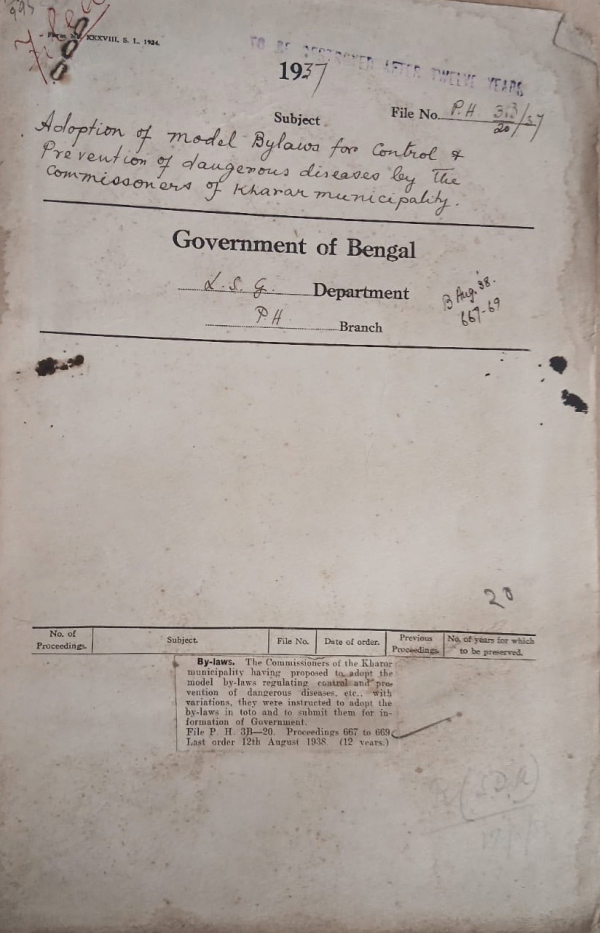 Form No. XXXVIII, S. L., 1934.
TO BE DESTROYED AFTER TWELVE YEARS
1937
Subject
File No. P.H 3B/37
20
Adoption of model Bylaws for control &
Prevention of dangerous diseases by the
Commissoners of Kharar municipality.
Government of Bengal
L. S. G. Department
P.H Branch
B Aug. '38.
667-69
20
No. of Proceedings. Subject. File No. Date of order. Previous Proceedings. No. of years for which to be preserved.
By-laws. The Commissioners of the Kharar
municipality having proposed to adopt the
model by-laws regulating control and pre-
vention of dangerous diseases, etc., with
variations, they were instructed to adopt the
by-laws in toto and to submit them for in-
formation of Government.
File P. H. 3B—20. Proceedings 667 to 669
Last order 12th August 1938. (12 years.)